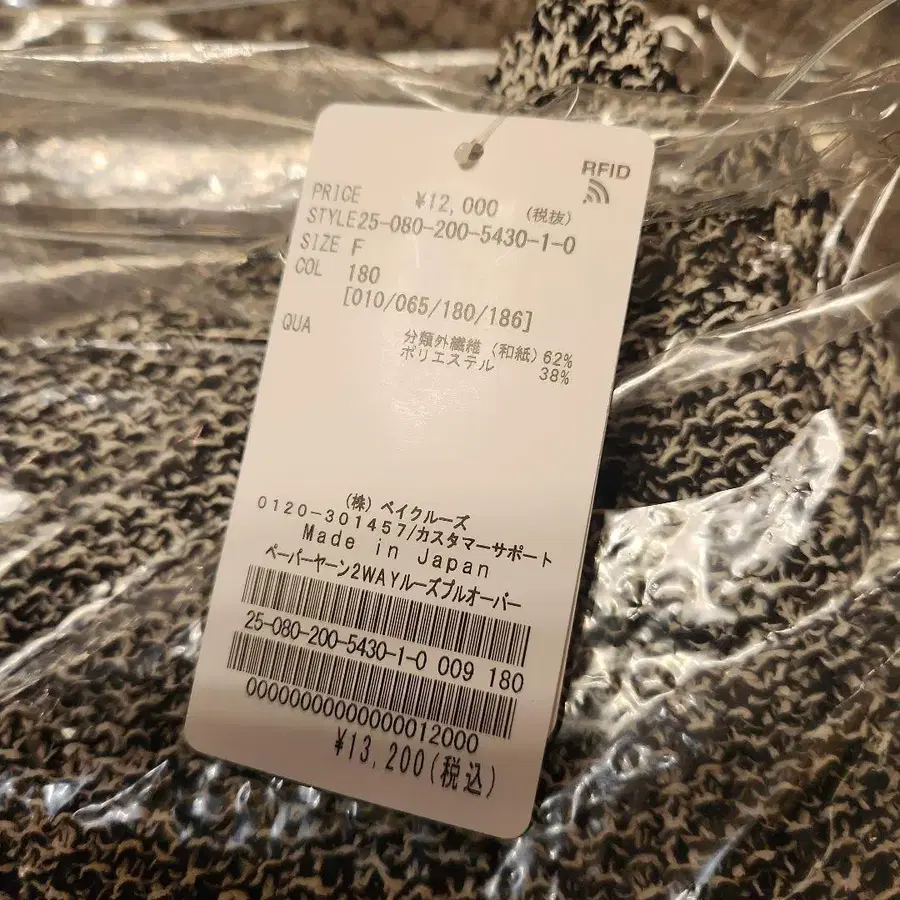 RFID
PRICE ¥12,000 (税抜)
STYLE25-080-200-5430-1-0
SIZE F
COL 180
[010/065/180/186]
QUA 分類外繊維(和紙)62%
ポリエステル 38%
(株)ベイクルーズ
0120-301457/カスタマーサポート
Made in Japan
ペーパーヤーン2WAYルーズプルオーバー
25-080-200-5430-1-0 009 180
000000000000012000
¥13,200(税込)